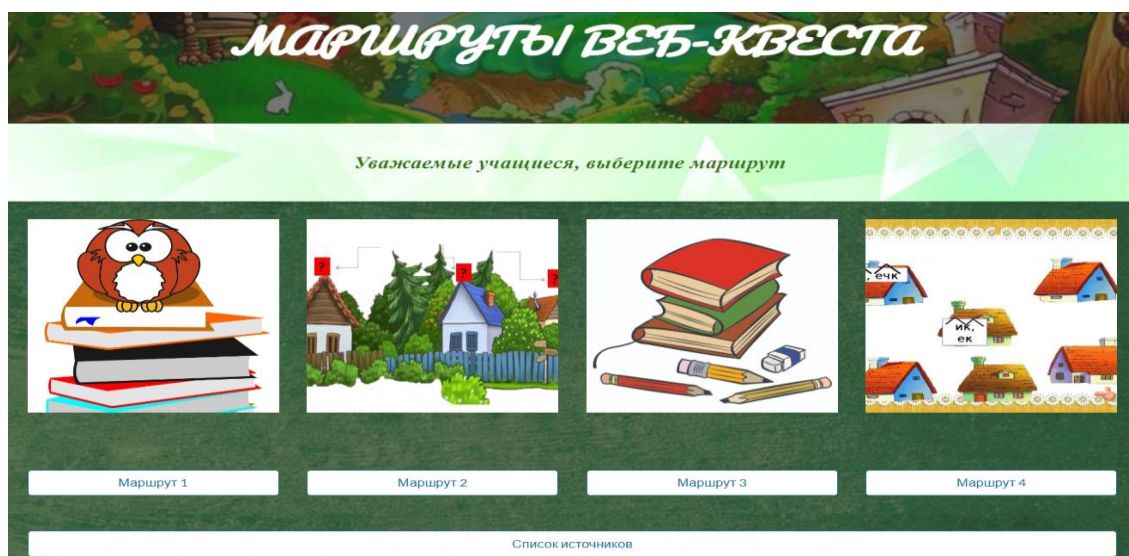 МАРШРУТЫ ВЕБ-КВЕСТА
Уважаемые учащиеся, выберите маршрут
?
?
?
, ечк
ик,
ек
Маршрут 1
Маршрут 2
Маршрут 3
Маршрут 4
Список источников